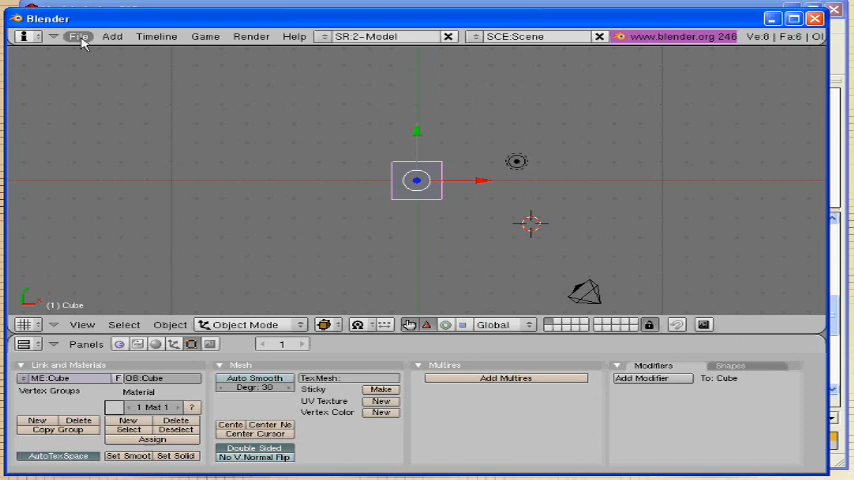 Blender
File Add Timeline Game Render Help SR:2-Model SCE:Scene www.blender.org 246 Ve:8 | Fa:6 | Ol
(1) Cube
View Select Object Object Mode Global
Panels 1
Link and Materials Mesh Multires Modifiers Shapes
ME:Cube F OB:Cube Auto Smooth TexMesh: Add Multires Add Modifier To: Cube
Degr: 30 Sticky Make
Vertex Groups Material
UV Texture New
1 Mat 1 ? Vertex Color New
New Delete New Delete Cente Center Ne
Copy Group Select Deselect Center Cursor
Assign
Double Sided
AutoTexSpace Set Smoot Set Solid No V.Normal Flip